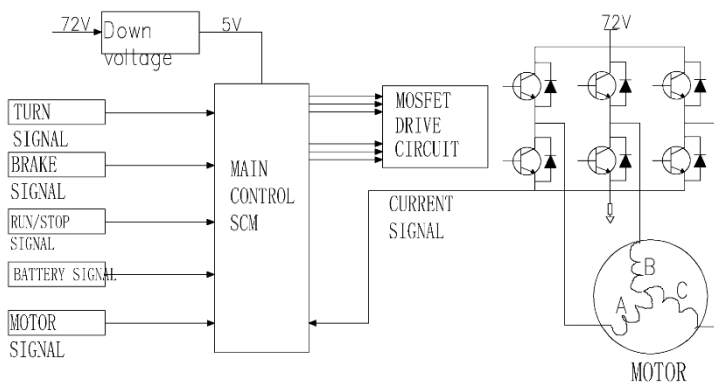 72V
Down
voltage
5V
72V
TURN
SIGNAL
BRAKE
SIGNAL
RUN/STOP
SIGNAL
BATTERY SIGNAL
MOTOR
SIGNAL
MAIN
CONTROL
SCM
MOSFET
DRIVE
CIRCUIT
CURRENT
SIGNAL
B
A
C
MOTOR